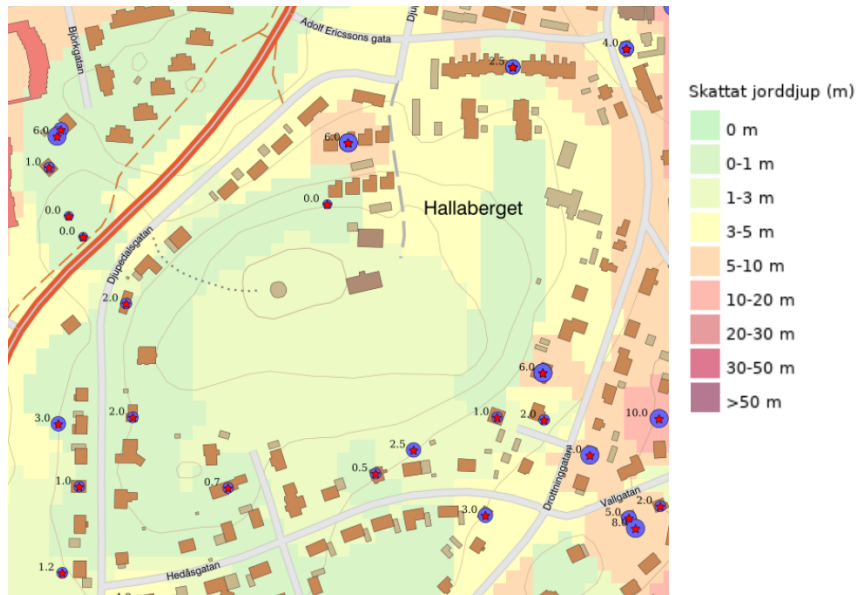 Björkgatan
Adolf Ericssons gata
4.0
2.5
Skattat jorddjup (m)
0 m
0-1 m
1-3 m
3-5 m
5-10 m
10-20 m
20-30 m
30-50 m
>50 m
6.0
6.0
1.0
Hallaberget
0.0
0.0
0.0
Djupedalsgatan
2.0
6.0
3.0
2.0
1.0
2.0
10.0
2.5
Drottninggatan
0.5
1.0
0.7
Vallgatan
2.0
3.0
5.0
8.0
1.2
Hedåsgatan